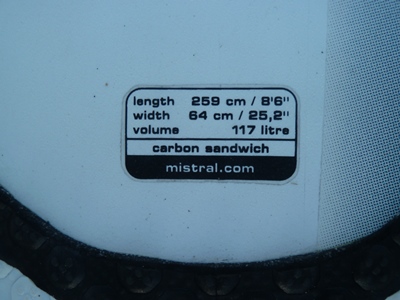 length 259 cm / 8'6"
width 64 cm / 25,2"
volume 117 litre
carbon sandwich
mistral.com